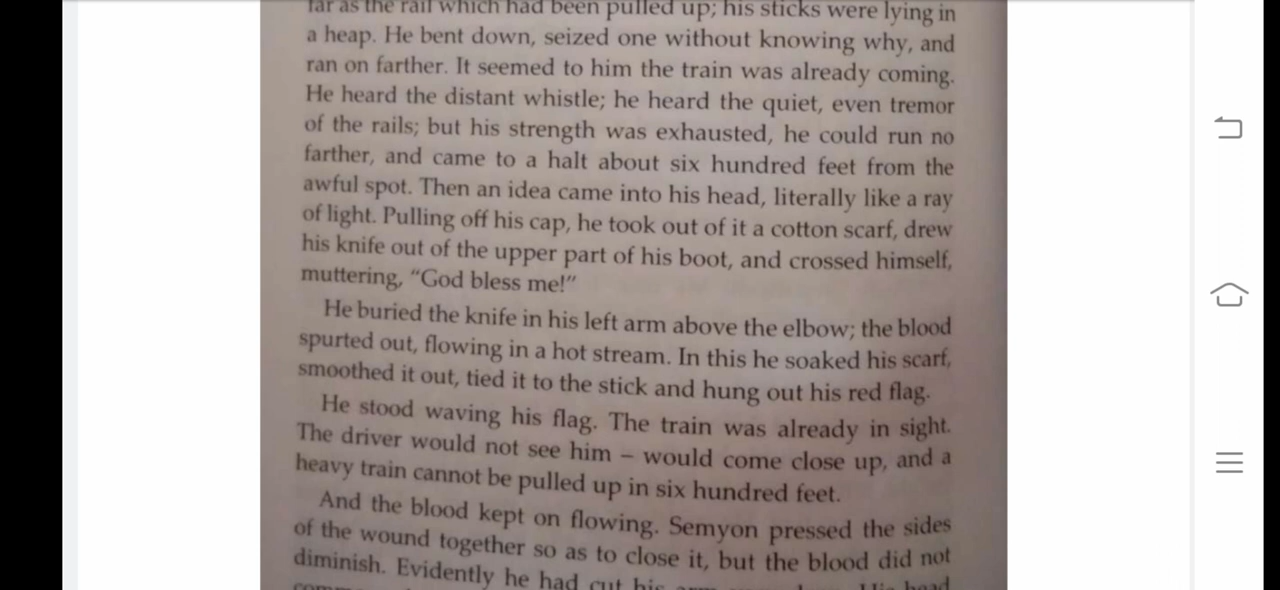 far as the rail which had been pulled up; his sticks were lying in
a heap. He bent down, seized one without knowing why, and
ran on farther. It seemed to him the train was already coming.
He heard the distant whistle; he heard the quiet, even tremor
of the rails; but his strength was exhausted, he could run no
farther, and came to a halt about six hundred feet from the
awful spot. Then an idea came into his head, literally like a ray
of light. Pulling off his cap, he took out of it a cotton scarf, drew
his knife out of the upper part of his boot, and crossed himself,
muttering, “God bless me!”
He buried the knife in his left arm above the elbow; the blood
spurted out, flowing in a hot stream. In this he soaked his scarf,
smoothed it out, tied it to the stick and hung out his red flag.
He stood waving his flag. The train was already in sight.
The driver would not see him – would come close up, and a
heavy train cannot be pulled up in six hundred feet.
And the blood kept on flowing. Semyon pressed the sides
of the wound together so as to close it, but the blood did not
diminish. Evidently he had cut his arm His head